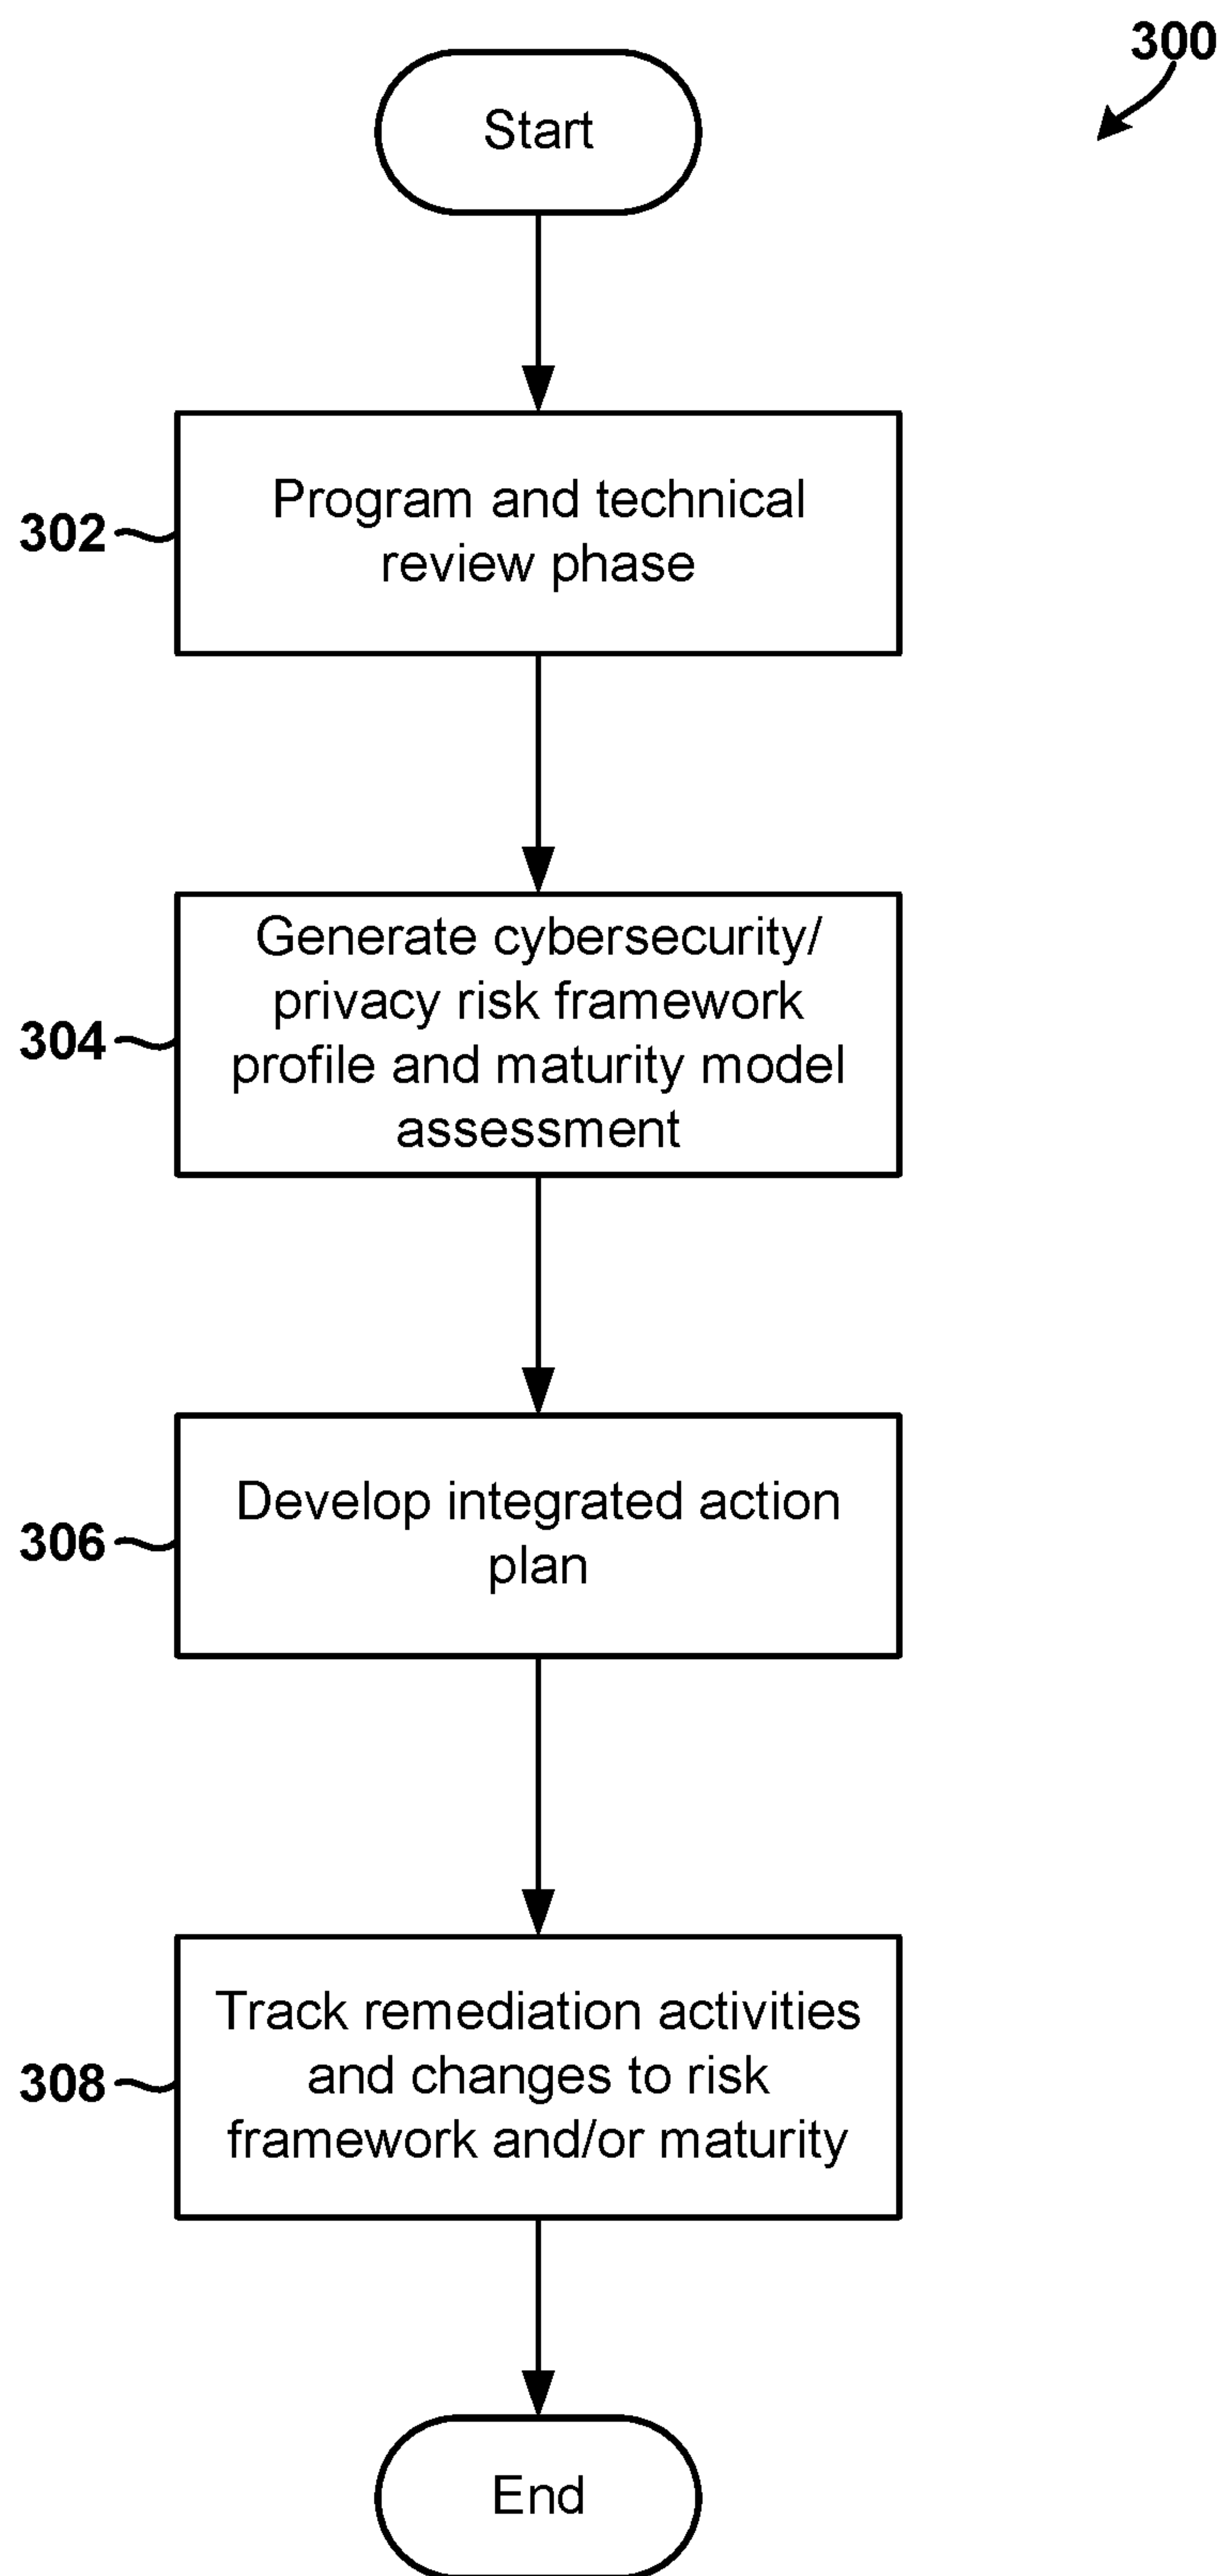 300
Start
302
Program and technical
review phase
304
Generate cybersecurity/
privacy risk framework
profile and maturity model
assessment
306
Develop integrated action
plan
308
Track remediation activities
and changes to risk
framework and/or maturity
End